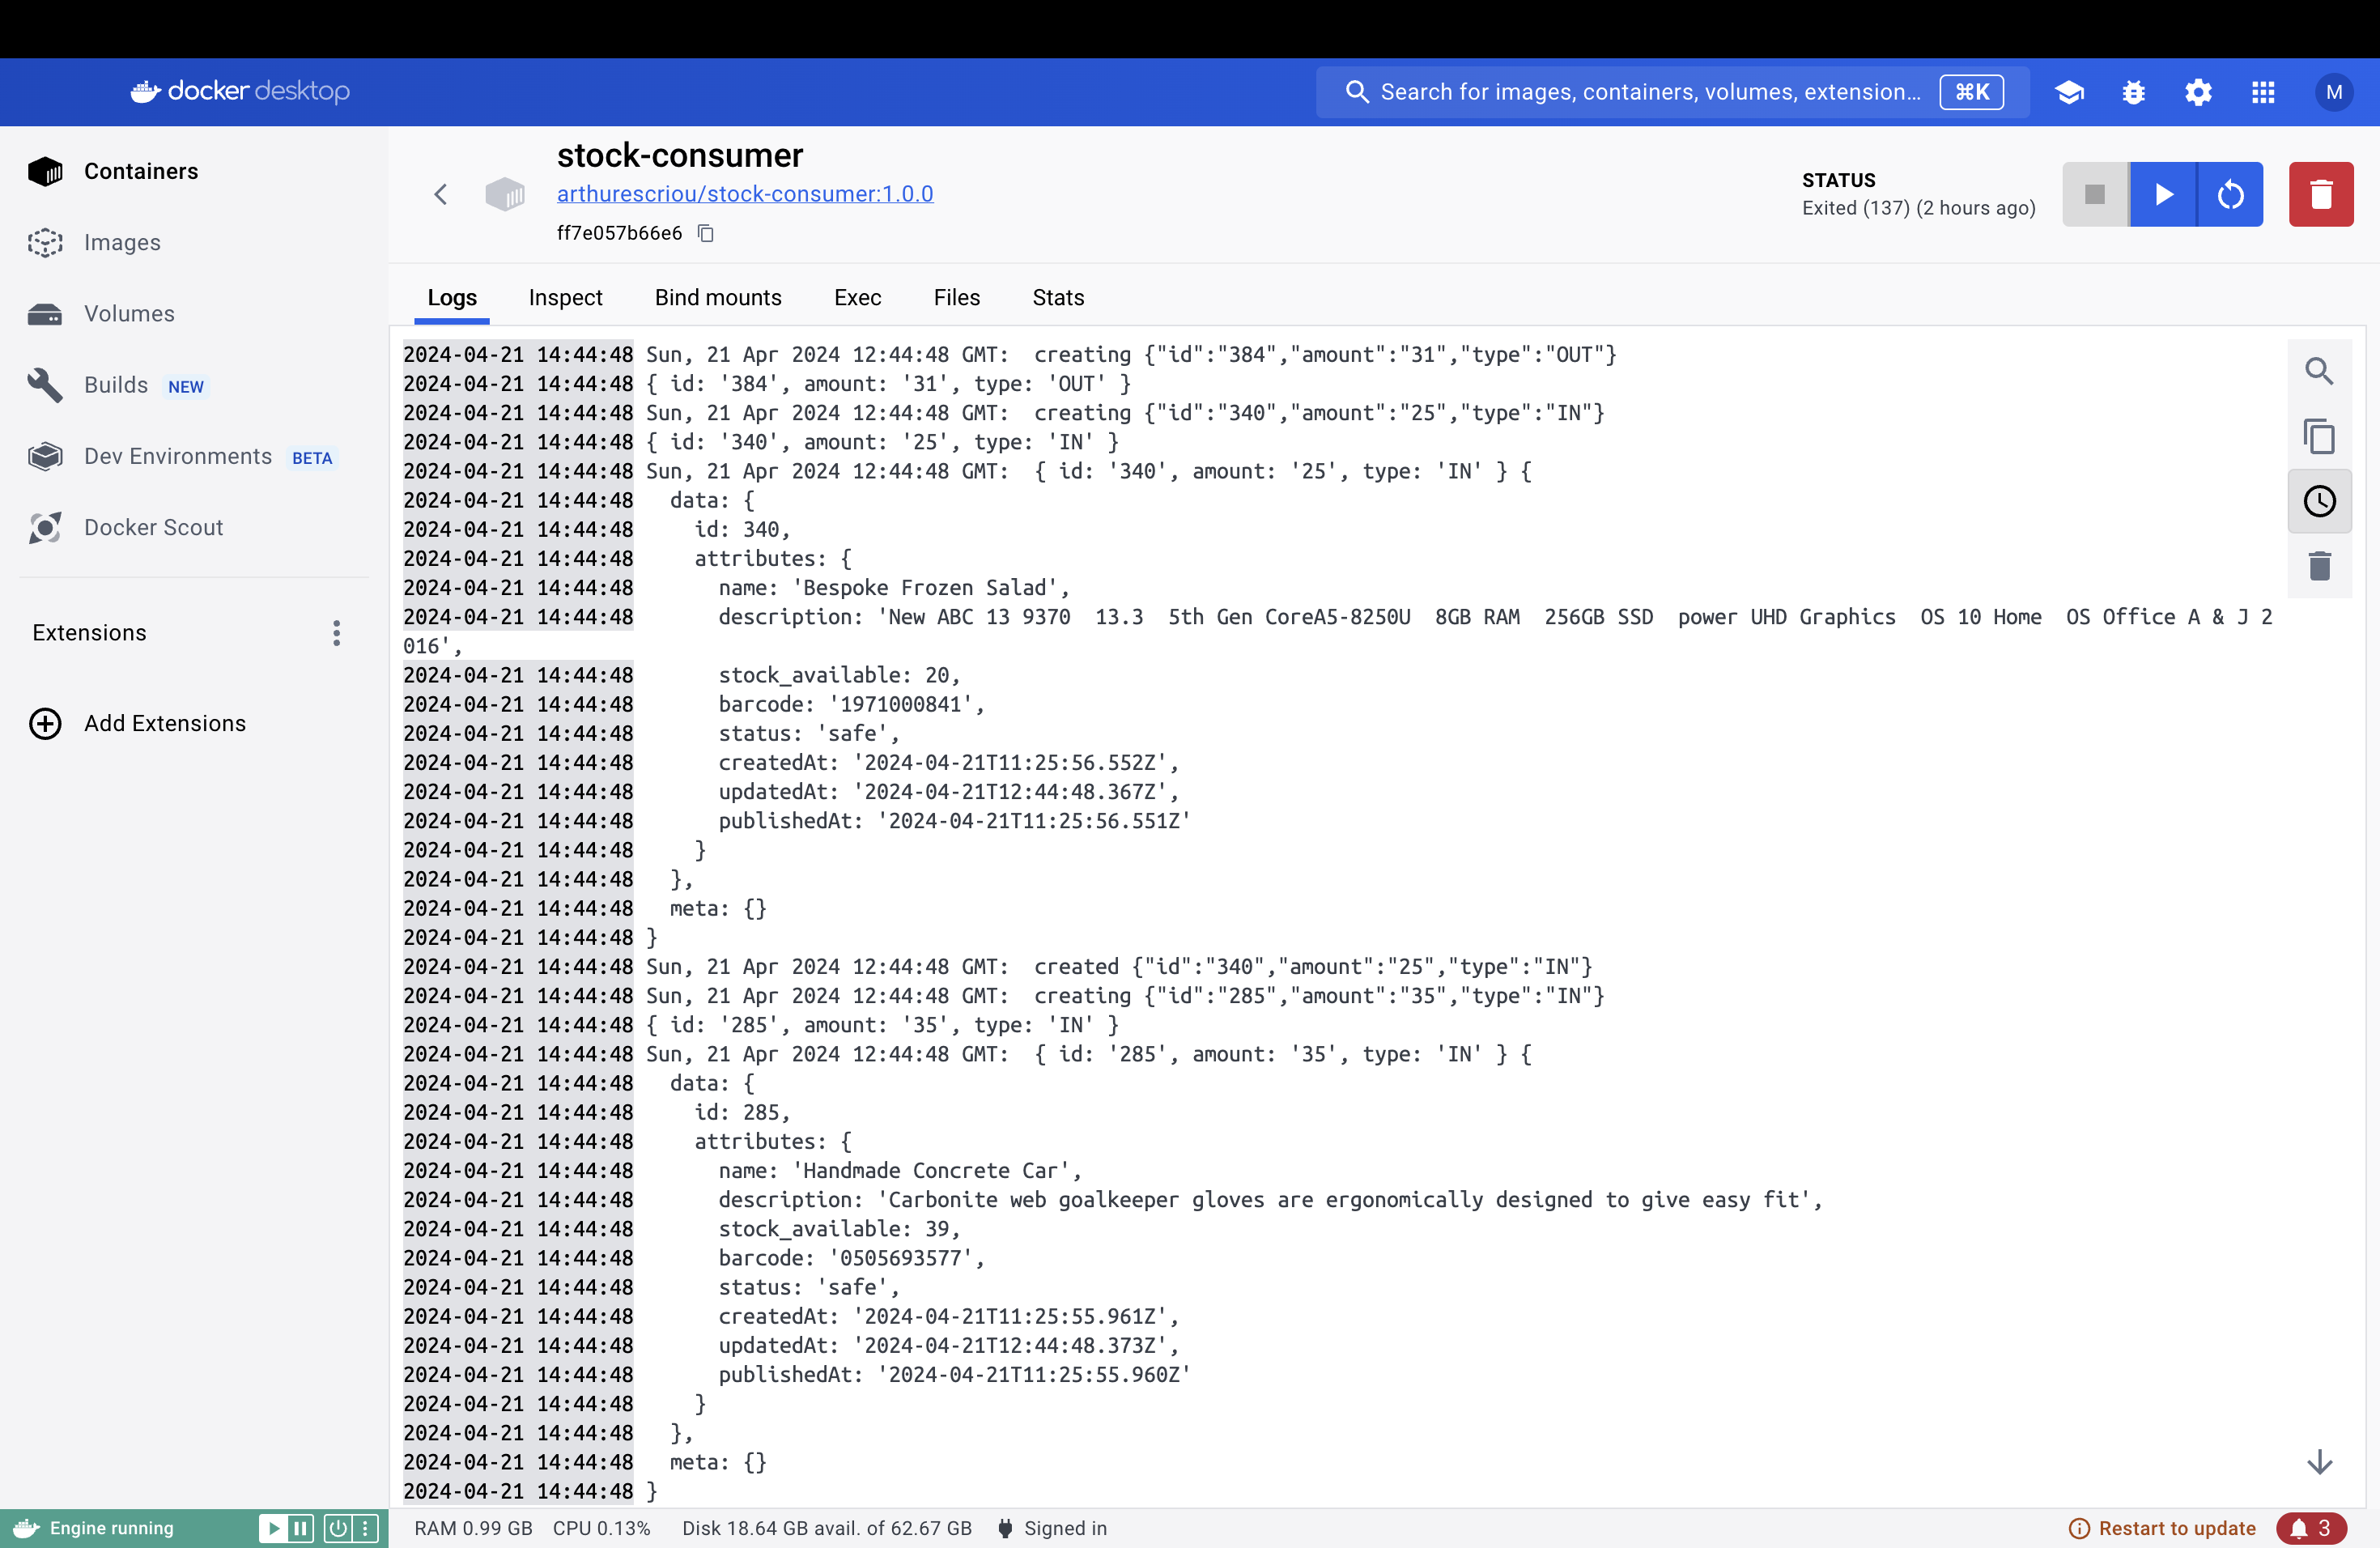 docker desktop
Search for images, containers, volumes, extension... ⌘K
M
Containers
Images
Volumes
Builds NEW
Dev Environments BETA
Docker Scout
Extensions
Add Extensions
stock-consumer
arthurescriou/stock-consumer:1.0.0
ff7e057b66e6
STATUS
Exited (137) (2 hours ago)
Logs Inspect Bind mounts Exec Files Stats
2024-04-21 14:44:48 Sun, 21 Apr 2024 12:44:48 GMT:  creating {"id":"384","amount":"31","type":"OUT"}
2024-04-21 14:44:48 { id: '384', amount: '31', type: 'OUT' }
2024-04-21 14:44:48 Sun, 21 Apr 2024 12:44:48 GMT:  creating {"id":"340","amount":"25","type":"IN"}
2024-04-21 14:44:48 { id: '340', amount: '25', type: 'IN' }
2024-04-21 14:44:48 Sun, 21 Apr 2024 12:44:48 GMT:  { id: '340', amount: '25', type: 'IN' } {
2024-04-21 14:44:48   data: {
2024-04-21 14:44:48     id: 340,
2024-04-21 14:44:48     attributes: {
2024-04-21 14:44:48       name: 'Bespoke Frozen Salad',
2024-04-21 14:44:48       description: 'New ABC 13 9370  13.3  5th Gen CoreA5-8250U  8GB RAM  256GB SSD  power UHD Graphics  OS 10 Home  OS Office A & J 2
016',
2024-04-21 14:44:48       stock_available: 20,
2024-04-21 14:44:48       barcode: '1971000841',
2024-04-21 14:44:48       status: 'safe',
2024-04-21 14:44:48       createdAt: '2024-04-21T11:25:56.552Z',
2024-04-21 14:44:48       updatedAt: '2024-04-21T12:44:48.367Z',
2024-04-21 14:44:48       publishedAt: '2024-04-21T11:25:56.551Z'
2024-04-21 14:44:48     }
2024-04-21 14:44:48   },
2024-04-21 14:44:48   meta: {}
2024-04-21 14:44:48 }
2024-04-21 14:44:48 Sun, 21 Apr 2024 12:44:48 GMT:  created {"id":"340","amount":"25","type":"IN"}
2024-04-21 14:44:48 Sun, 21 Apr 2024 12:44:48 GMT:  creating {"id":"285","amount":"35","type":"IN"}
2024-04-21 14:44:48 { id: '285', amount: '35', type: 'IN' }
2024-04-21 14:44:48 Sun, 21 Apr 2024 12:44:48 GMT:  { id: '285', amount: '35', type: 'IN' } {
2024-04-21 14:44:48   data: {
2024-04-21 14:44:48     id: 285,
2024-04-21 14:44:48     attributes: {
2024-04-21 14:44:48       name: 'Handmade Concrete Car',
2024-04-21 14:44:48       description: 'Carbonite web goalkeeper gloves are ergonomically designed to give easy fit',
2024-04-21 14:44:48       stock_available: 39,
2024-04-21 14:44:48       barcode: '0505693577',
2024-04-21 14:44:48       status: 'safe',
2024-04-21 14:44:48       createdAt: '2024-04-21T11:25:55.961Z',
2024-04-21 14:44:48       updatedAt: '2024-04-21T12:44:48.373Z',
2024-04-21 14:44:48       publishedAt: '2024-04-21T11:25:55.960Z'
2024-04-21 14:44:48     }
2024-04-21 14:44:48   },
2024-04-21 14:44:48   meta: {}
2024-04-21 14:44:48 }
Engine running
RAM 0.99 GB CPU 0.13% Disk 18.64 GB avail. of 62.67 GB Signed in
Restart to update 3